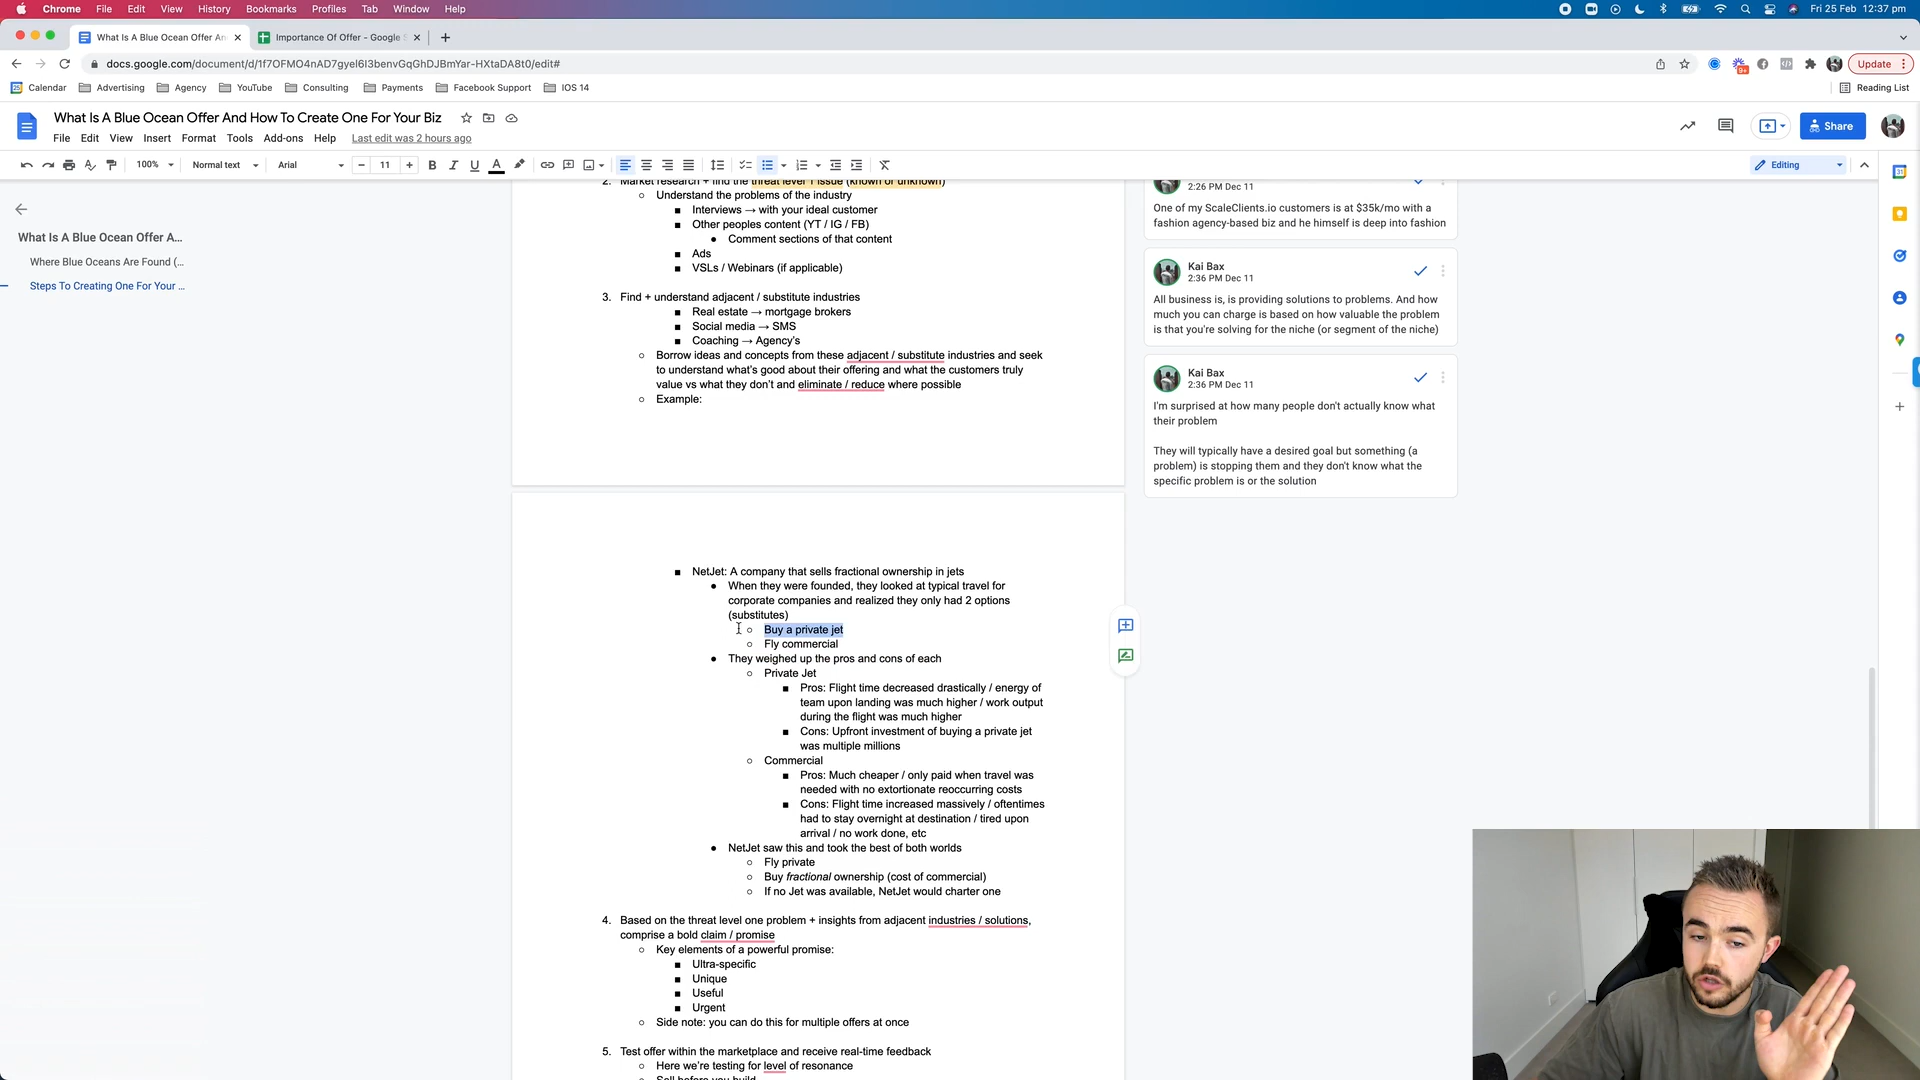 Chrome File Edit View History Bookmarks Profiles Tab Window Help
Fri 25 Feb 12:37 pm
What Is A Blue Ocean Offer An
Importance Of Offer - Google S
docs.google.com/document/d/1f7OFMO4nAD7gyel6I3benvGqGhDJBmYar-HXtaDA8t0/edit#
9+
Update
Calendar Advertising Agency YouTube Consulting Payments Facebook Support IOS 14
Reading List
What Is A Blue Ocean Offer And How To Create One For Your Biz
File Edit View Insert Format Tools Add-ons Help Last edit was 2 hours ago
Share
100% Normal text Arial 11 B I U A
Editing
31
What Is A Blue Ocean Offer A...
Where Blue Oceans Are Found (...
Steps To Creating One For Your ...
2. Market research + find the threat level 1 issue (known or unknown)
Understand the problems of the industry
Interviews → with your ideal customer
Other peoples content (YT / IG / FB)
Comment sections of that content
Ads
VSLs / Webinars (if applicable)
3. Find + understand adjacent / substitute industries
Real estate → mortgage brokers
Social media → SMS
Coaching → Agency's
Borrow ideas and concepts from these adjacent / substitute industries and seek
to understand what's good about their offering and what the customers truly
value vs what they don't and eliminate / reduce where possible
Example:
NetJet: A company that sells fractional ownership in jets
When they were founded, they looked at typical travel for
corporate companies and realized they only had 2 options
(substitutes)
Buy a private jet
Fly commercial
They weighed up the pros and cons of each
Private Jet
Pros: Flight time decreased drastically / energy of
team upon landing was much higher / work output
during the flight was much higher
Cons: Upfront investment of buying a private jet
was multiple millions
Commercial
Pros: Much cheaper / only paid when travel was
needed with no extortionate reoccurring costs
Cons: Flight time increased massively / oftentimes
had to stay overnight at destination / tired upon
arrival / no work done, etc
NetJet saw this and took the best of both worlds
Fly private
Buy fractional ownership (cost of commercial)
If no Jet was available, NetJet would charter one
4. Based on the threat level one problem + insights from adjacent industries / solutions,
comprise a bold claim / promise
Key elements of a powerful promise:
Ultra-specific
Unique
Useful
Urgent
Side note: you can do this for multiple offers at once
5. Test offer within the marketplace and receive real-time feedback
Here we're testing for level of resonance
Sell before you build
2:26 PM Dec 11
One of my ScaleClients.io customers is at $35k/mo with a
fashion agency-based biz and he himself is deep into fashion
Kai Bax
2:36 PM Dec 11
All business is, is providing solutions to problems. And how
much you can charge is based on how valuable the problem
is that you're solving for the niche (or segment of the niche)
Kai Bax
2:36 PM Dec 11
I'm surprised at how many people don't actually know what
their problem
They will typically have a desired goal but something (a
problem) is stopping them and they don't know what the
specific problem is or the solution